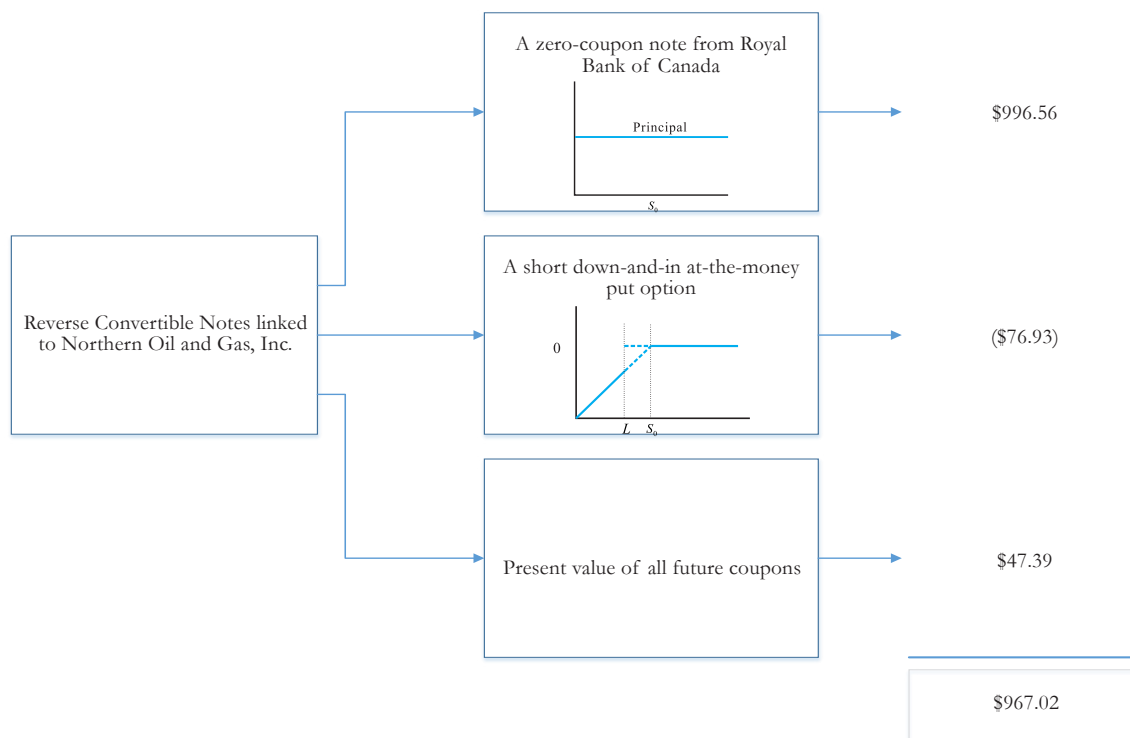 A zero-coupon note from Royal
Bank of Canada
Principal
S₀
$996.56
Reverse Convertible Notes linked
to Northern Oil and Gas, Inc.
A short down-and-in at-the-money
put option
0
L
S₀
($76.93)
Present value of all future coupons
$47.39
$967.02